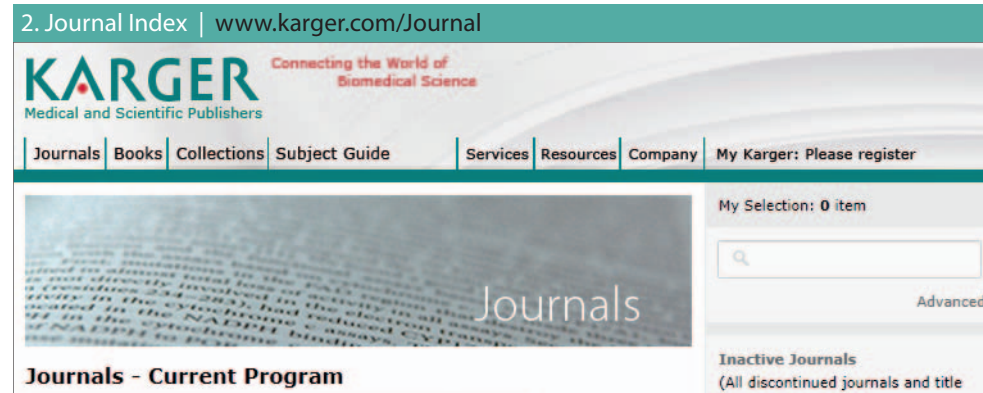 2. Journal Index | www.karger.com/Journal
KARGER
Medical and Scientific Publishers
Connecting the World of
Biomedical Science
Journals Books Collections Subject Guide Services Resources Company My Karger: Please register
Journals
My Selection: 0 item
Advanced
Journals - Current Program
Inactive Journals
(All discontinued journals and title